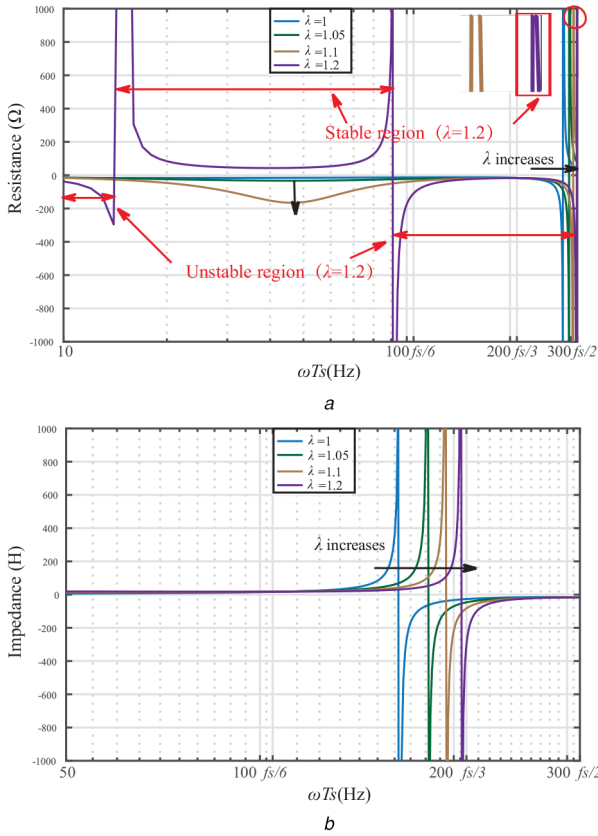 1000
800
600
400
200
0
-200
-400
-600
-800
-1000
Resistance (Ω)
λ =1
λ =1.05
λ =1.1
λ =1.2
Stable region（λ=1.2）
λ increases
Unstable region（λ=1.2）
10
100 fs/6
200 fs/3
300 fs/2
ωTs(Hz)
a
1000
800
600
400
200
0
-200
-400
-600
-800
-1000
Impedance (H)
λ =1
λ =1.05
λ =1.1
λ =1.2
λ increases
50
100 fs/6
200 fs/3
300 fs/2
ωTs(Hz)
b